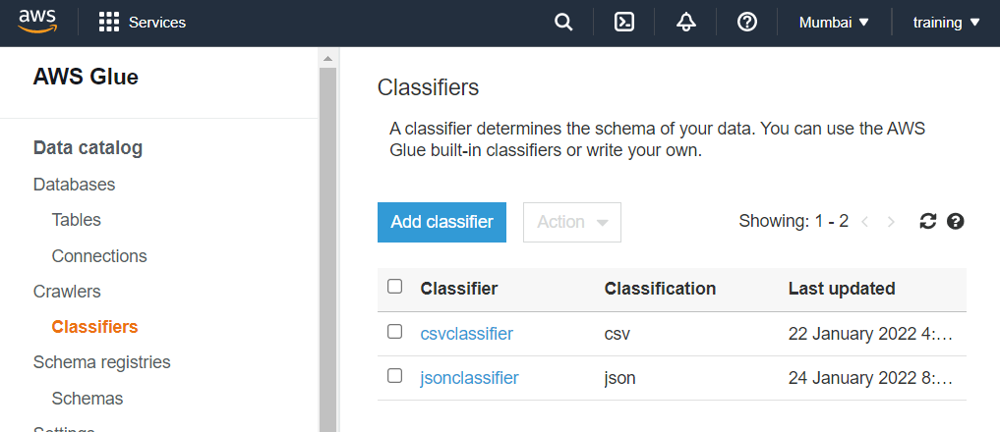 aws
Services
Mumbai
training
AWS Glue
Data catalog
Databases
Tables
Connections
Crawlers
Classifiers
Schema registries
Schemas
Settings
Classifiers
A classifier determines the schema of your data. You can use the AWS
Glue built-in classifiers or write your own.
Add classifier
Action
Showing: 1 - 2
Classifier Classification Last updated
csvclassifier csv 22 January 2022 4:…
jsonclassifier json 24 January 2022 8:…